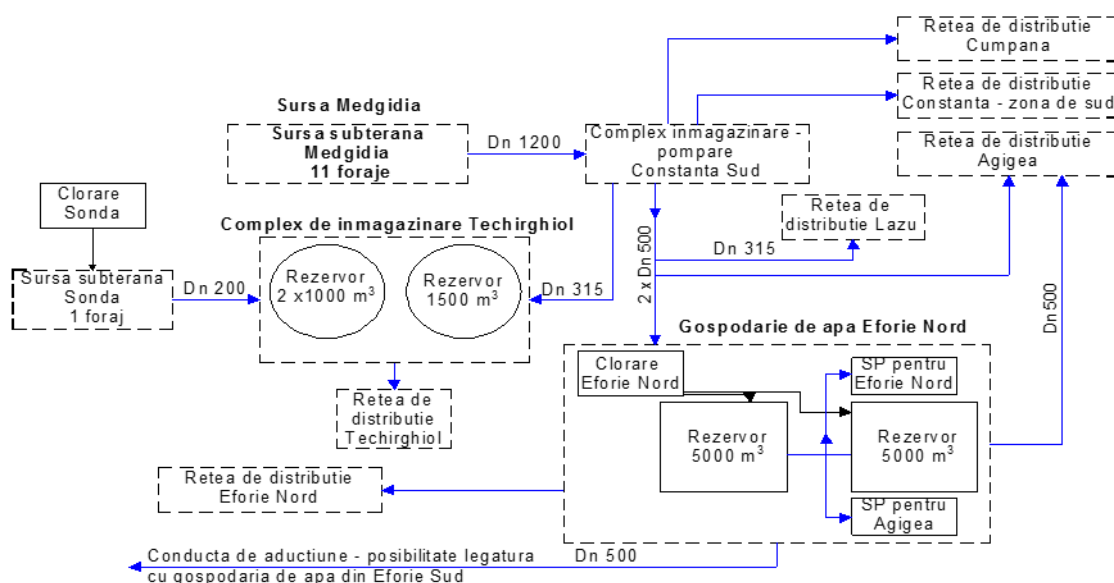 Retea de distributie
Cumpana
Retea de distributie
Constanta - zona de sud
Retea de distributie
Agigea
Sursa Medgidia
Sursa subterana
Medgidia
11 foraje
Dn 1200
Complex inmagazinare -
pompare
Constanta Sud
Clorare
Sonda
Complex de inmagazinare Techirghiol
Retea de
distributie Lazu
Sursa subterana
Sonda
1 foraj
Dn 200
Rezervor
2 x1000 m³
Rezervor
1500 m³
Dn 315
2 x Dn 500
Dn 315
Dn 500
Gospodarie de apa Eforie Nord
Clorare
Eforie Nord
SP pentru
Eforie Nord
Retea de
distributie
Techirghiol
Rezervor
5000 m³
Rezervor
5000 m³
Retea de distributie
Eforie Nord
SP pentru
Agigea
Conducta de aductiune - posibilitate legatura
cu gospodaria de apa din Eforie Sud
Dn 500